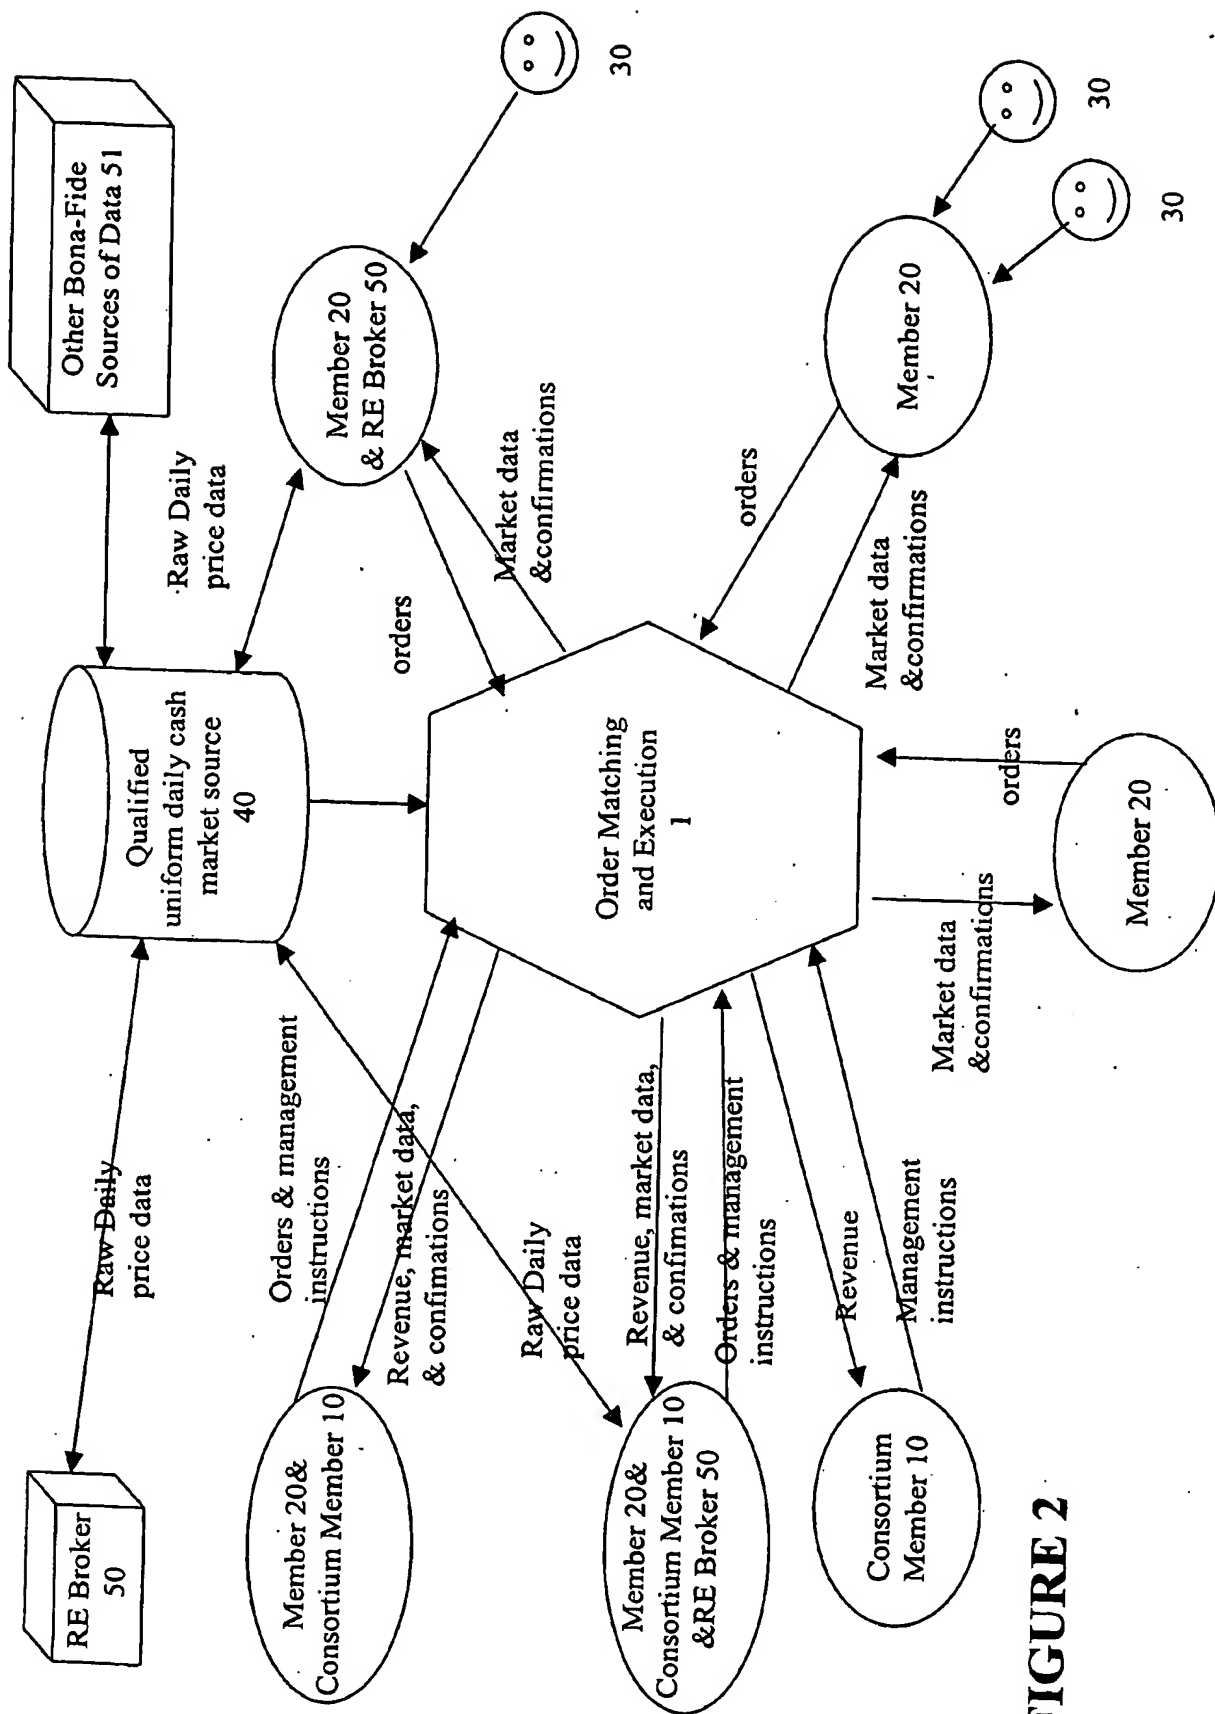 RE Broker
50
Raw Daily
price data
Qualified
uniform daily cash
market source
40
Other Bona-Fide
Sources of Data 51
·Raw Daily
price data
Member 20&
Consortium Member 10
Orders & management
instructions
Revenue, market data,
& confimations
orders
Market data
&confirmations
Member 20
& RE Broker 50
30
Raw Daily
price data
Order Matching
and Execution
1
Member 20&
Consortium Member 10
&RE Broker 50
Revenue, market data,
& confimations
Orders & management
instructions
orders
Market data
&confirmations
Member 20
30
30
Consortium
Member 10
Revenue
Management
instructions
Market data
&confirmations
orders
Member 20
FIGURE 2